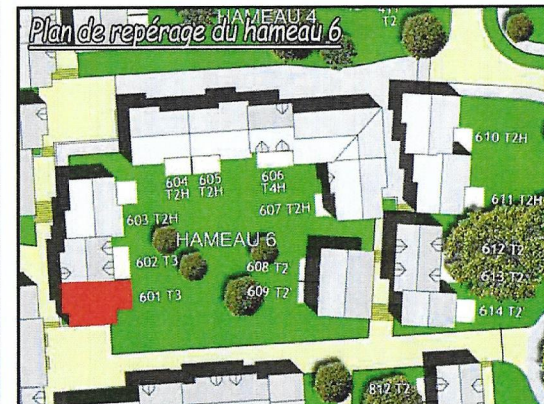 HAMEAU 4
T2
Plan de repérage du hameau 6
610 T2H
604 T2H
605 T2H
606 T4H
607 T2H
611 T2H
603 T2H
HAMEAU 6
612 T2
602 T3
608 T2
613 T2
601 T3
609 T2
614 T2
812 T2